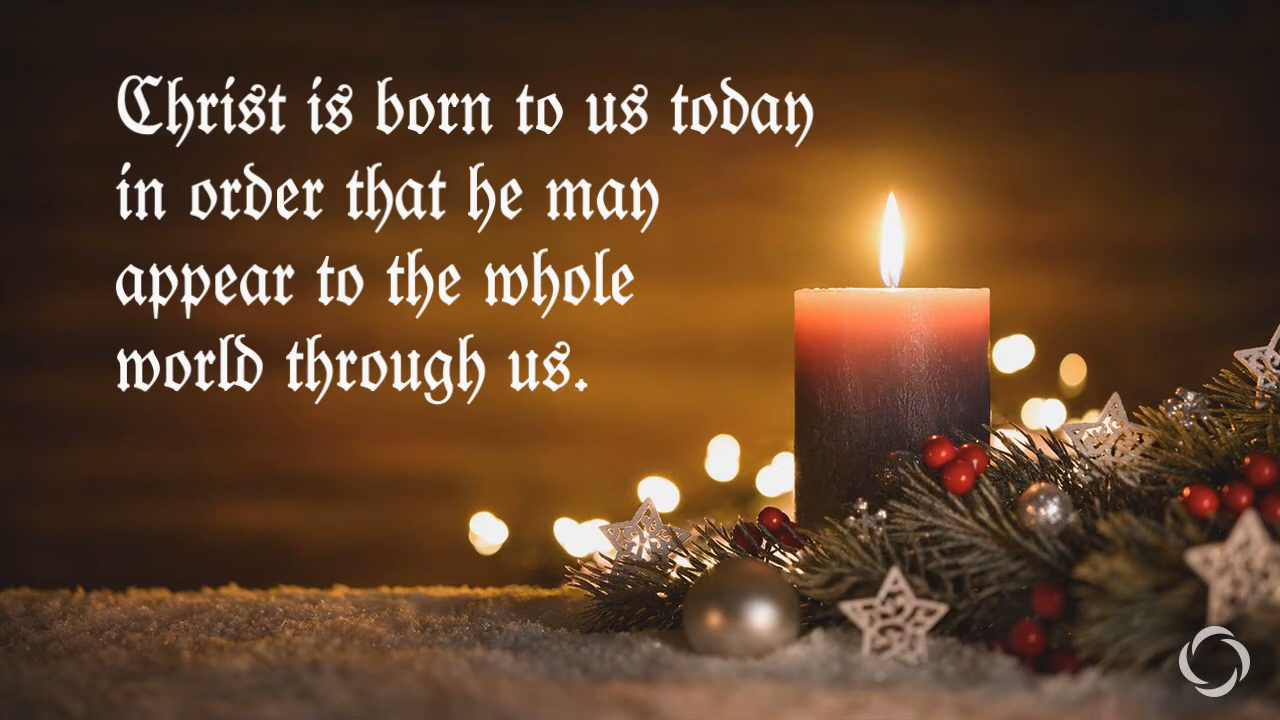 Christ is born to us today
in order that he may
appear to the whole
world through us.